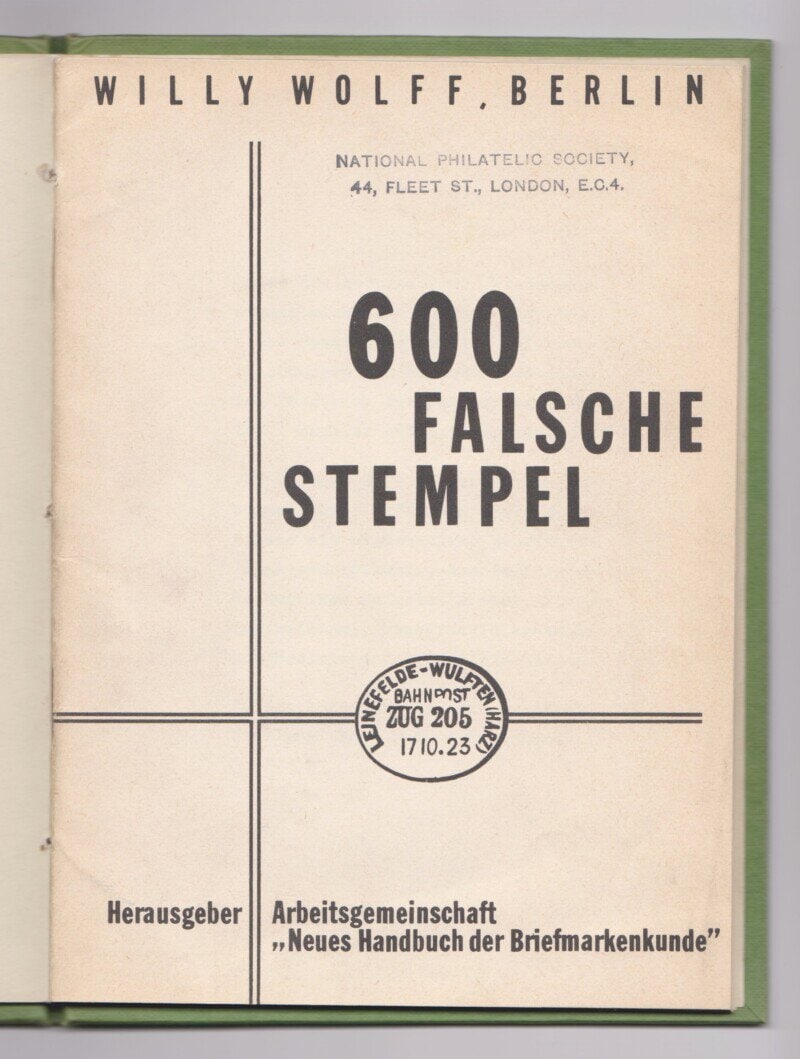 WILLY WOLFF, BERLIN
NATIONAL PHILATELIC SOCIETY,
44, FLEET ST., LONDON, E.C.4.
600
FALSCHE
STEMPEL
LEINEFELDE-WULFTEN (HARZ)
BAHNPOST
ZUG 205
17 10. 23
Herausgeber
Arbeitsgemeinschaft
„Neues Handbuch der Briefmarkenkunde”